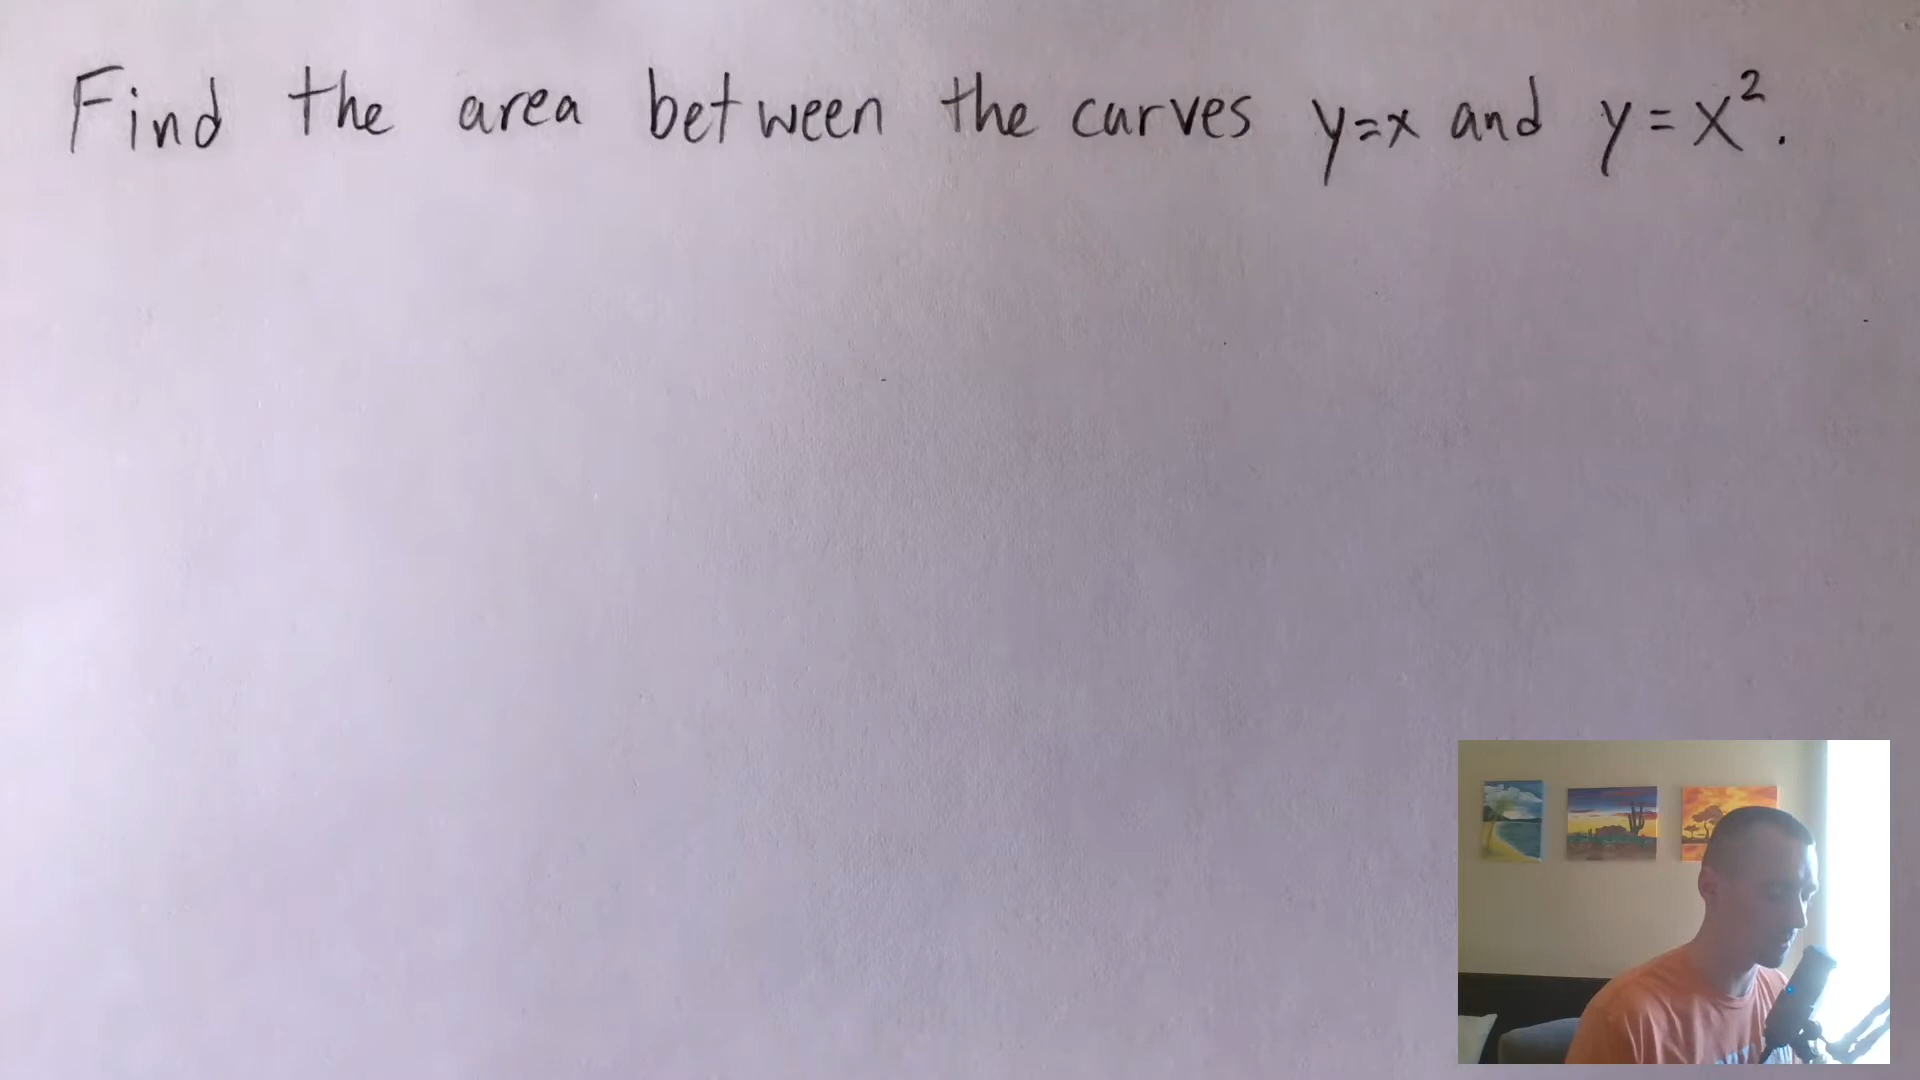 Find the area between the curves y=x and y=x².